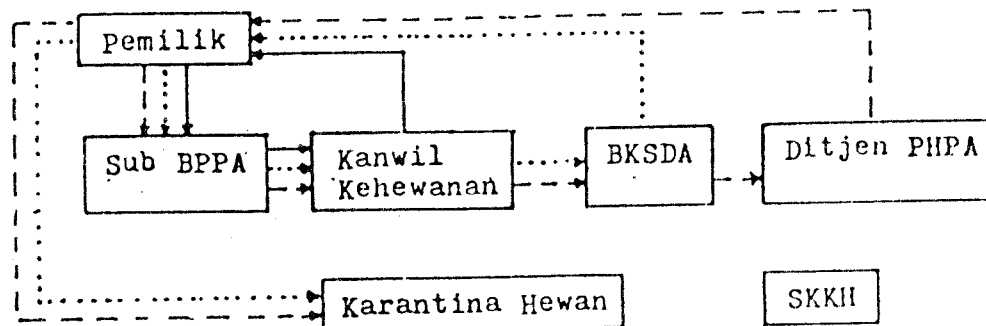 Pemilik
Sub BPPA
Kanwil
Kehewanan
BKSDA
Ditjen PHPA
Karantina Hewan
SKKH